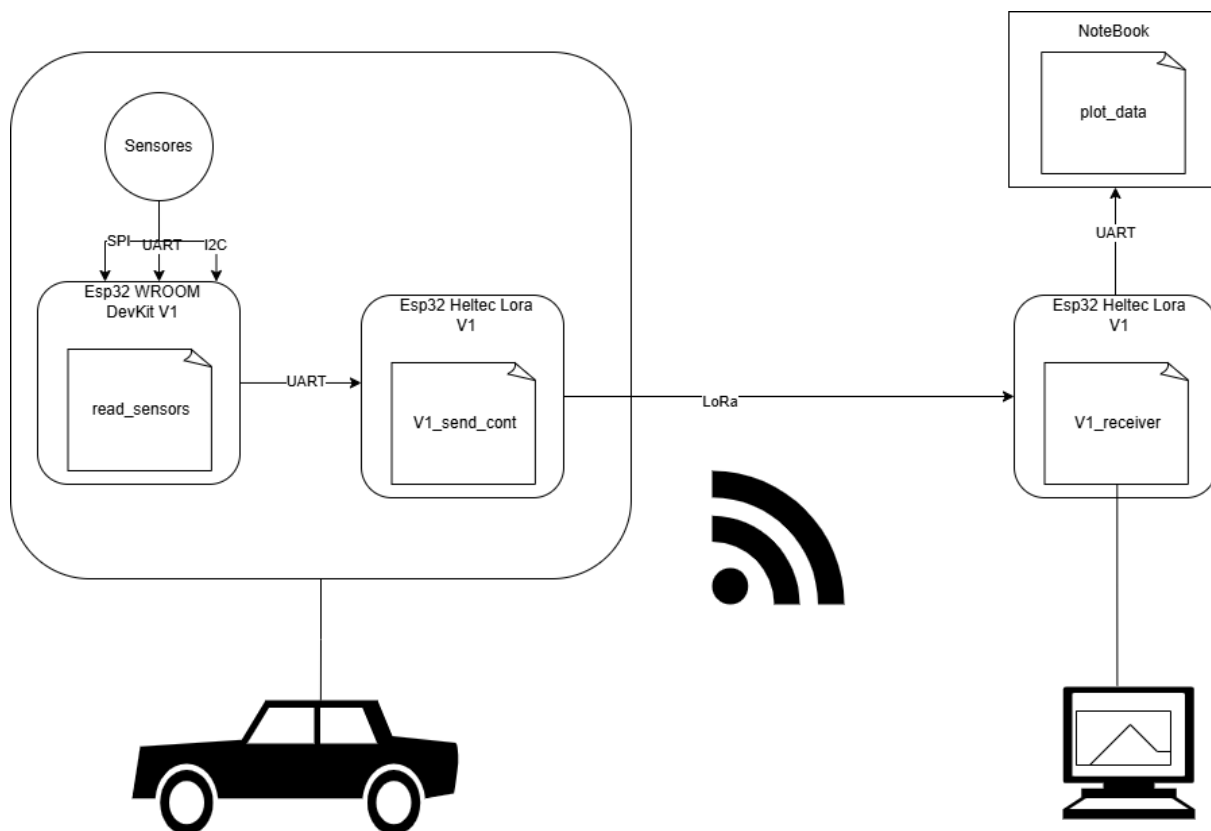 NoteBook
plot_data
Sensores
SPI
UART
I2C
UART
Esp32 WROOM
DevKit V1
read_sensors
UART
Esp32 Heltec Lora
V1
V1_send_cont
LoRa
Esp32 Heltec Lora
V1
V1_receiver